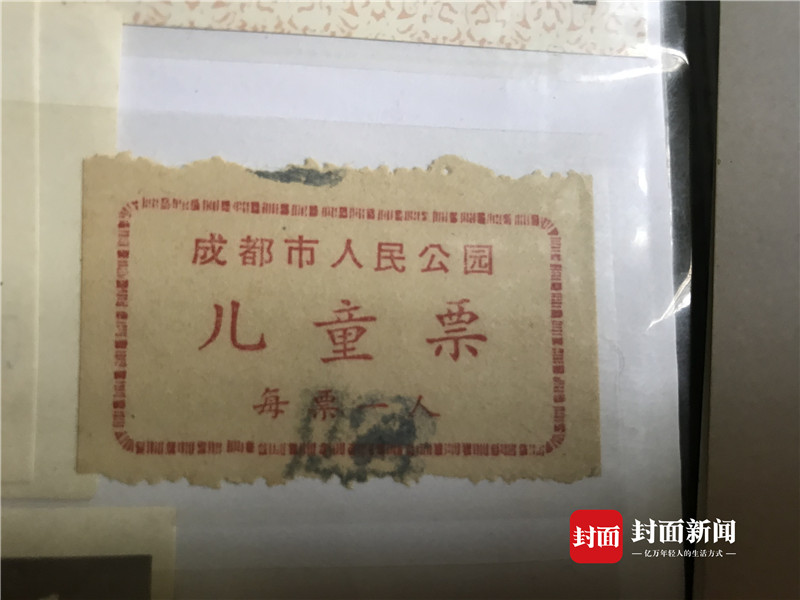 成都市人民公园
儿童票
每票一人
封面
封面新闻
亿万年轻人的生活方式